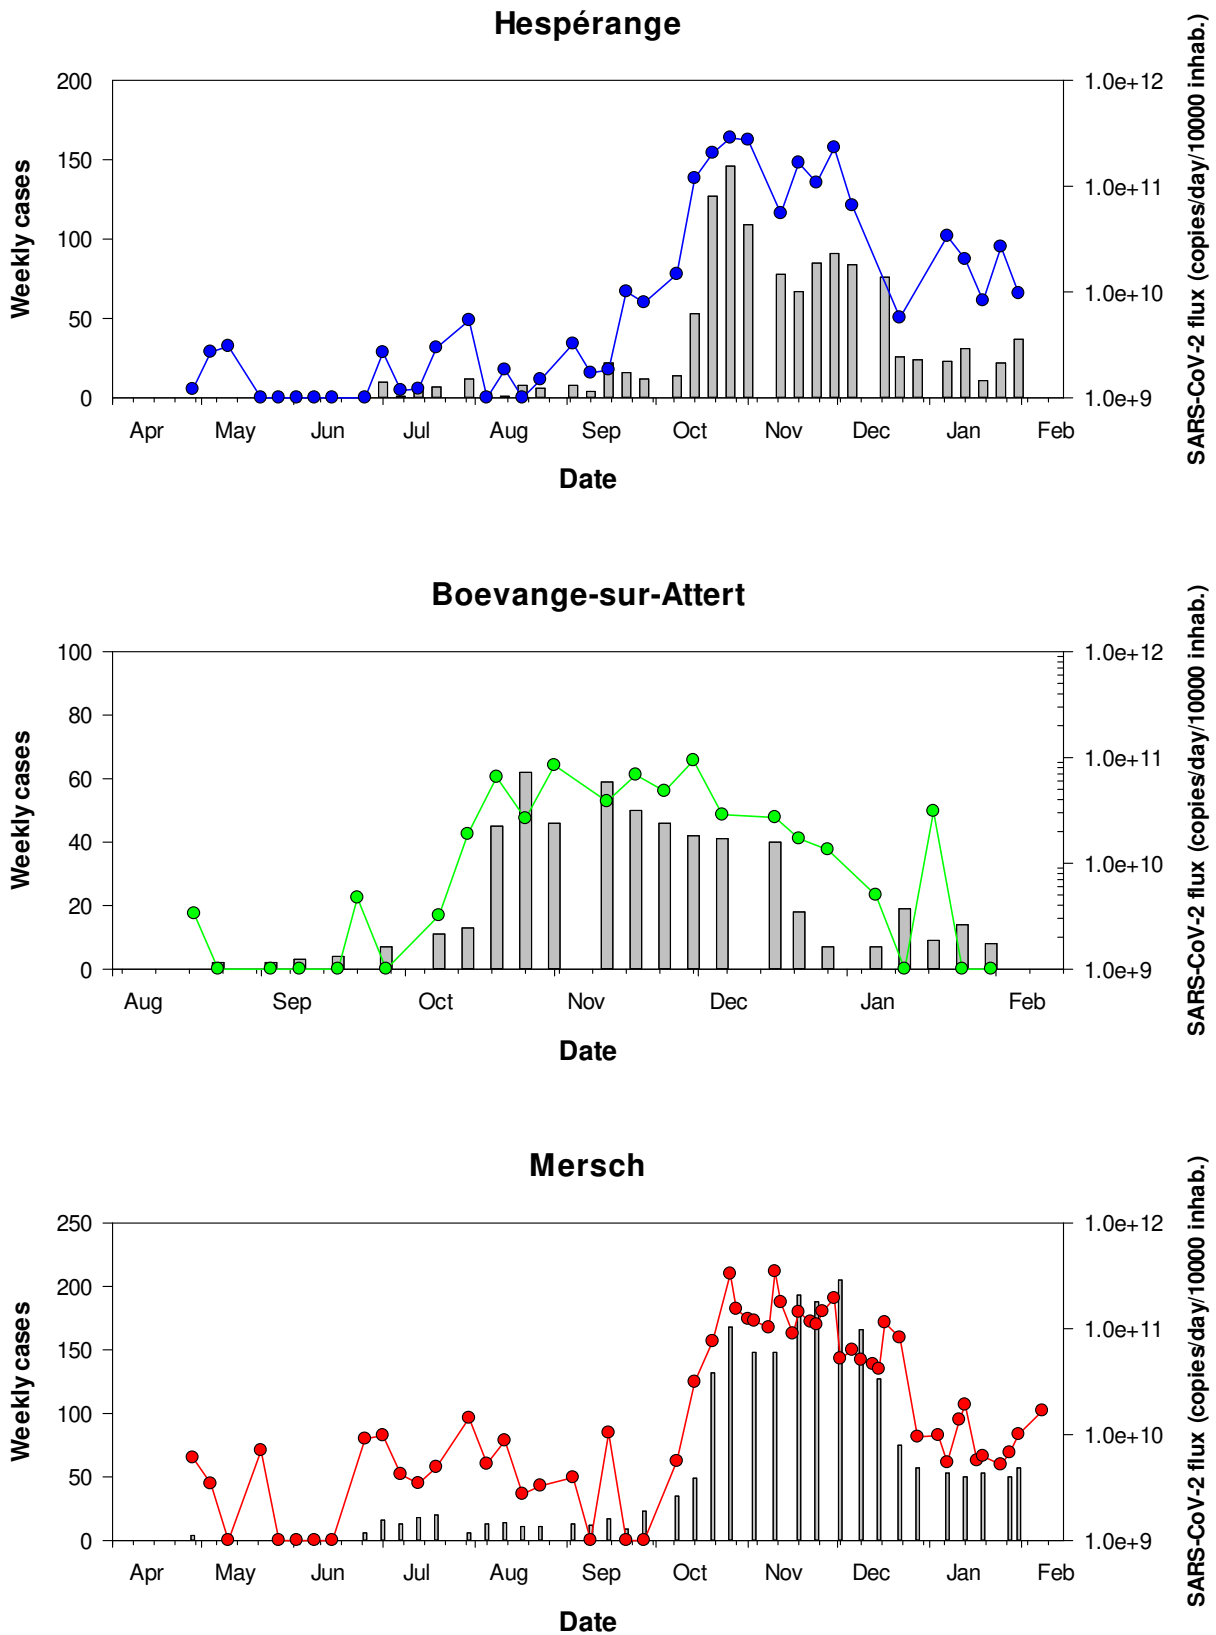 Hespérange
200
150
100
50
0
Weekly cases
1.0e+12
1.0e+11
1.0e+10
1.0e+9
SARS-CoV-2 flux (copies/day/10000 inhab.)
Apr May Jun Jul Aug Sep Oct Nov Dec Jan Feb
Date
Boevange-sur-Attert
100
80
60
40
20
0
Weekly cases
1.0e+12
1.0e+11
1.0e+10
1.0e+9
SARS-CoV-2 flux (copies/day/10000 inhab.)
Aug Sep Oct Nov Dec Jan Feb
Date
Mersch
250
200
150
100
50
0
Weekly cases
1.0e+12
1.0e+11
1.0e+10
1.0e+9
SARS-CoV-2 flux (copies/day/10000 inhab.)
Apr May Jun Jul Aug Sep Oct Nov Dec Jan Feb
Date